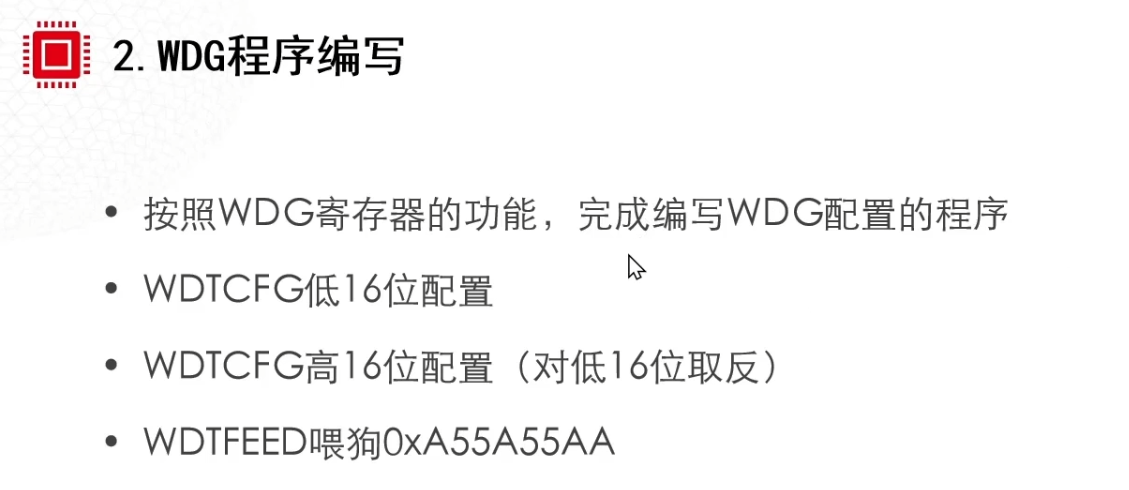 2.WDG程序编写
• 按照WDG寄存器的功能，完成编写WDG配置的程序
• WDTCFG低16位配置
• WDTCFG高16位配置（对低16位取反）
• WDTFEED喂狗0xA55A55AA